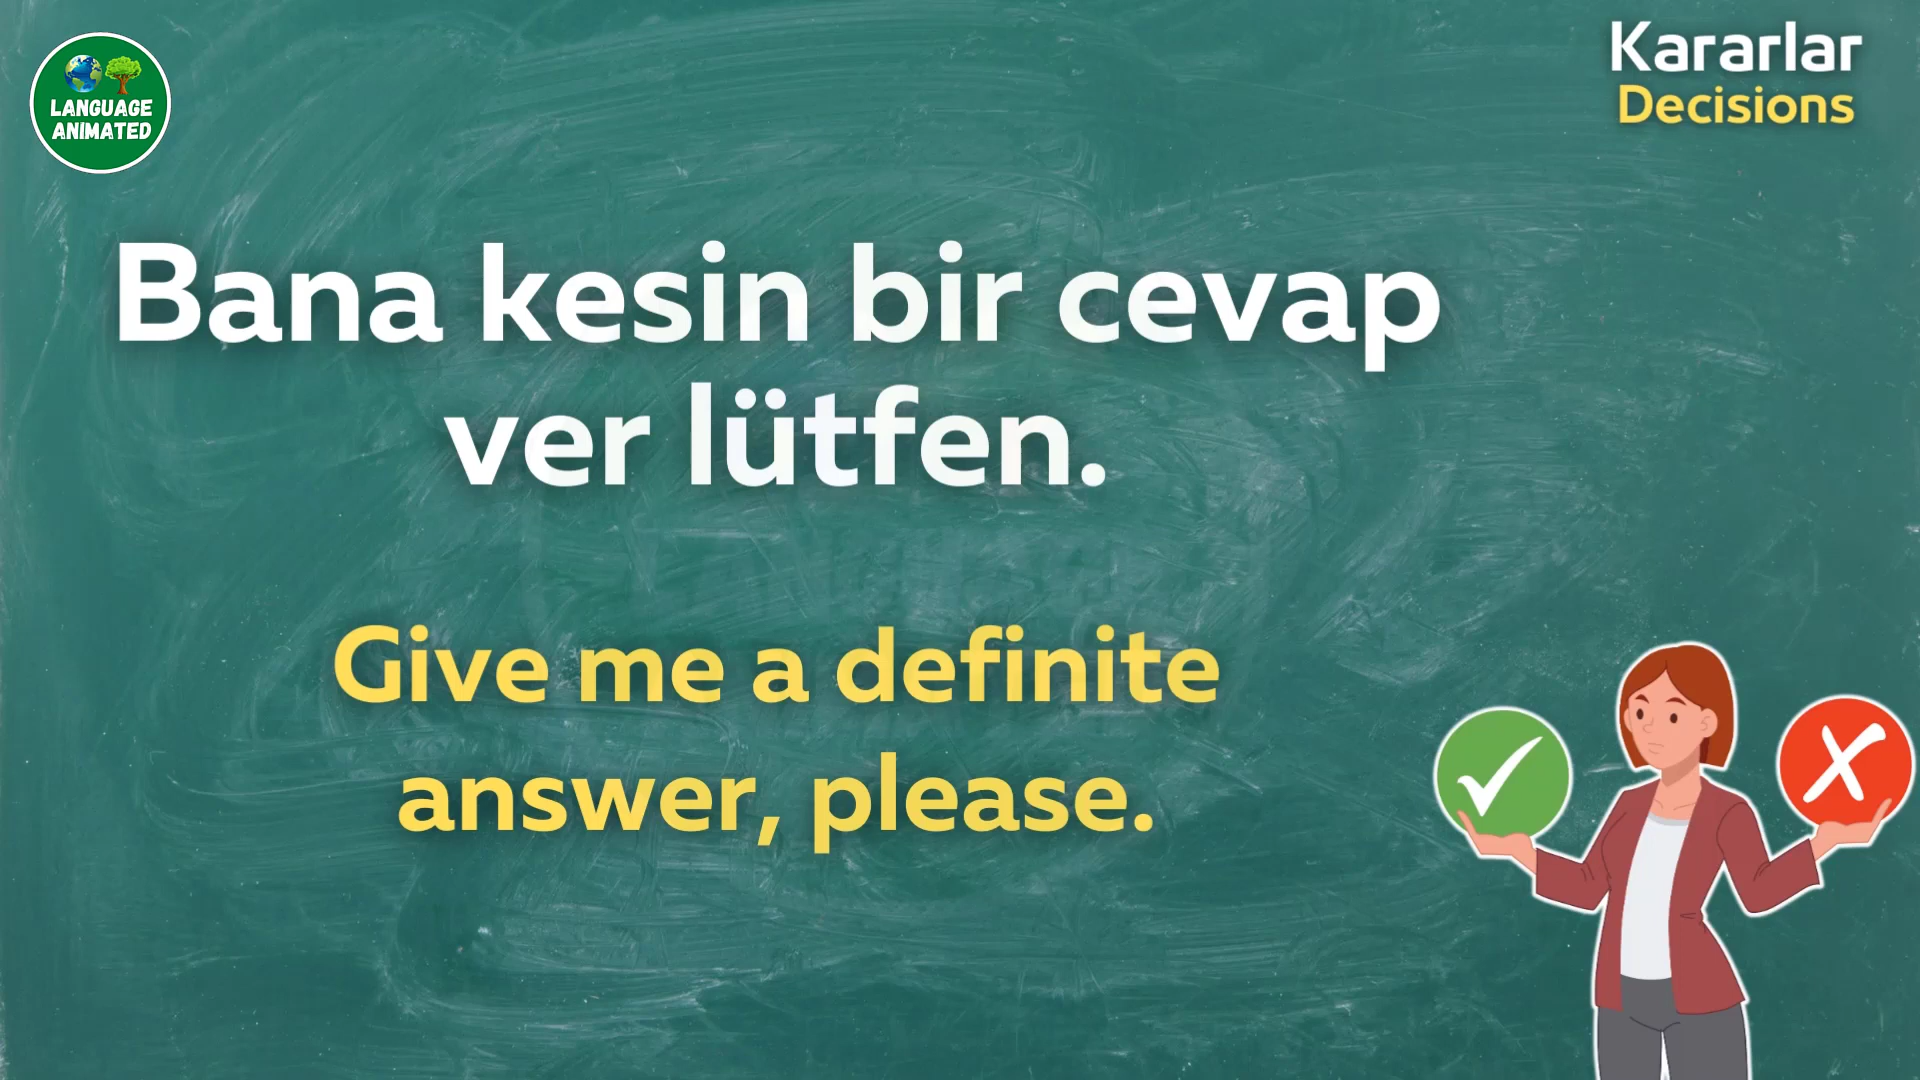 LANGUAGE
ANIMATED
Kararlar
Decisions
Bana kesin bir cevap
ver lütfen.
Give me a definite
answer, please.